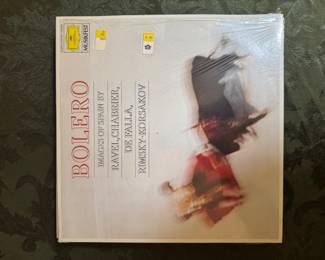 BOLERO
IMAGES OF SPAIN BY
RAVEL, CHABRIER,
DE FALLA,
RIMSKY-KORSAKOV